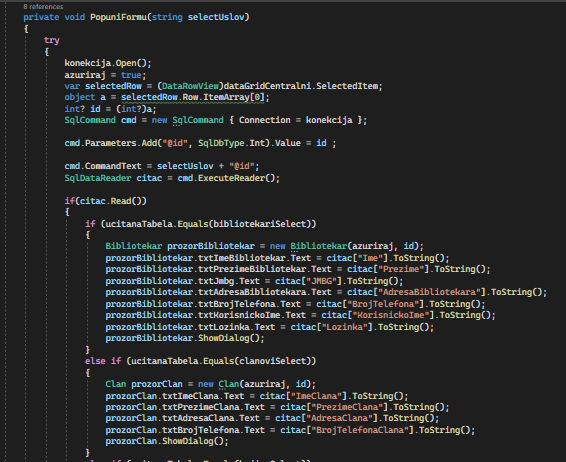 8 references
private void PopuniFormu(string selectUslov)
{
try
{
konekcija.Open();
azuriraj = true;
var selectedRow = (DataRowView)dataGridCentralni.SelectedItem;
object a = selectedRow.Row.ItemArray[0];
int? id = (int?)a;
SqlCommand cmd = new SqlCommand { Connection = konekcija };
cmd.Parameters.Add("@id", SqlDbType.Int).Value = id ;
cmd.CommandText = selectUslov + "@id";
SqlDataReader citac = cmd.ExecuteReader();
if(citac.Read())
{
if (ucitanaTabela.Equals(bibliotekariSelect))
{
Bibliotekar prozorBibliotekar = new Bibliotekar(azuriraj, id);
prozorBibliotekar.txtImeBibliotekar.Text = citac["Ime"].ToString();
prozorBibliotekar.txtPrezimeBibliotekar.Text = citac["Prezime"].ToString();
prozorBibliotekar.txtJmbg.Text = citac["JMBG"].ToString();
prozorBibliotekar.txtAdresaBibliotekara.Text = citac["AdresaBibliotekara"].ToString();
prozorBibliotekar.txtBrojTelefona.Text = citac["BrojTelefona"].ToString();
prozorBibliotekar.txtKorisnickoIme.Text = citac["KorisnickoIme"].ToString();
prozorBibliotekar.txtLozinka.Text = citac["Lozinka"].ToString();
prozorBibliotekar.ShowDialog();
}
else if (ucitanaTabela.Equals(clanoviSelect))
{
Clan prozorClan = new Clan(azuriraj, id);
prozorClan.txtImeClana.Text = citac["ImeClana"].ToString();
prozorClan.txtPrezimeClana.Text = citac["PrezimeClana"].ToString();
prozorClan.txtAdresaClana.Text = citac["AdresaClana"].ToString();
prozorClan.txtBrojTelefona.Text = citac["BrojTelefonaClana"].ToString();
prozorClan.ShowDialog();
}